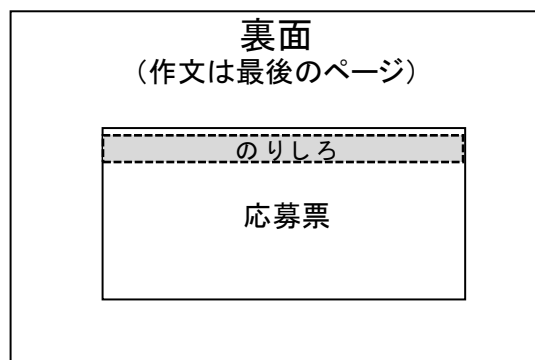 裏面
（作文は最後のページ）
のりしろ
応募票